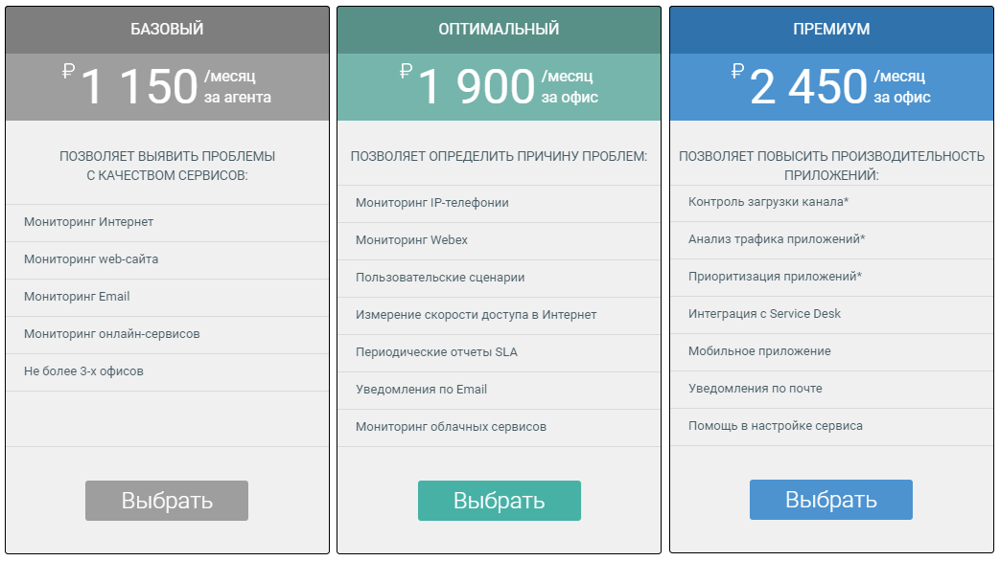 БАЗОВЫЙ
₽ 1 150 /месяц
за агента
ПОЗВОЛЯЕТ ВЫЯВИТЬ ПРОБЛЕМЫ
С КАЧЕСТВОМ СЕРВИСОВ:
Мониторинг Интернет
Мониторинг web-сайта
Мониторинг Email
Мониторинг онлайн-сервисов
Не более 3-х офисов
Выбрать
ОПТИМАЛЬНЫЙ
₽ 1 900 /месяц
за офис
ПОЗВОЛЯЕТ ОПРЕДЕЛИТЬ ПРИЧИНУ ПРОБЛЕМ:
Мониторинг IP-телефонии
Мониторинг Webex
Пользовательские сценарии
Измерение скорости доступа в Интернет
Периодические отчеты SLA
Уведомления по Email
Мониторинг облачных сервисов
Выбрать
ПРЕМИУМ
₽ 2 450 /месяц
за офис
ПОЗВОЛЯЕТ ПОВЫСИТЬ ПРОИЗВОДИТЕЛЬНОСТЬ
ПРИЛОЖЕНИЙ:
Контроль загрузки канала*
Анализ трафика приложений*
Приоритизация приложений*
Интеграция с Service Desk
Мобильное приложение
Уведомления по почте
Помощь в настройке сервиса
Выбрать